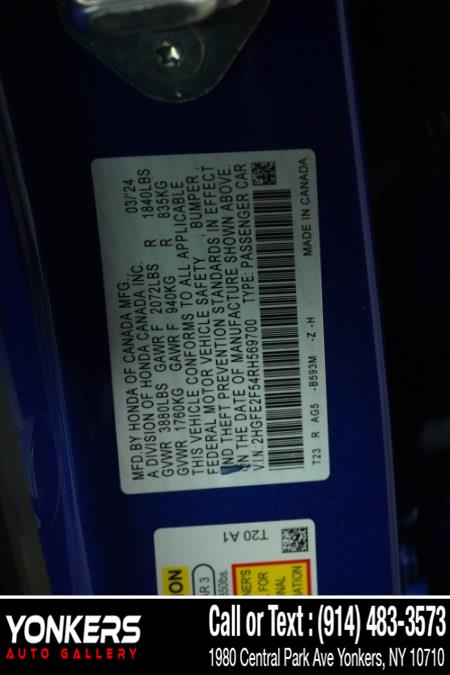 MFD.BY HONDA OF CANADA MFG., 03/24
A DIVISION OF HONDA CANADA INC.
GVWR 3880LBS GAWR F 2072LBS R 1840LBS
GVWR 1760KG GAWR F 940KG R 835KG
THIS VEHICLE CONFORMS TO ALL APPLICABLE
FEDERAL MOTOR VEHICLE SAFETY , BUMPER ,
AND THEFT PREVENTION STANDARDS IN EFFECT
ON THE DATE OF MANUFACTURE SHOWN ABOVE.
V.I.N.:2HGFE2F54RH569700 TYPE: PASSENGER CAR
T23 R AG5 -B593M -Z -H MADE IN CANADA
T20 A1
AR 3
YONKERS
AUTO GALLERY
Call or Text : (914) 483-3573
1980 Central Park Ave Yonkers, NY 10710